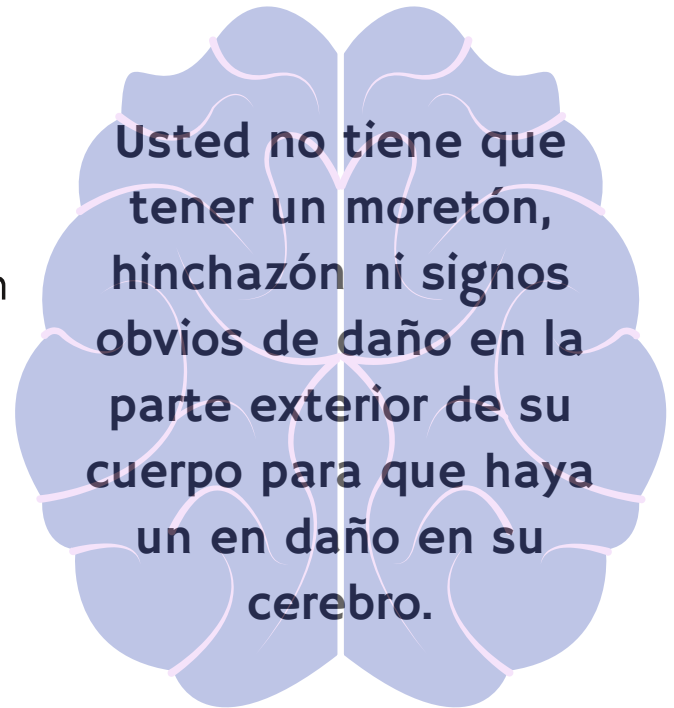 Usted no tiene que
tener un moretón,
hinchazón ni signos
obvios de daño en la
parte exterior de su
cuerpo para que haya
un en daño en su
cerebro.